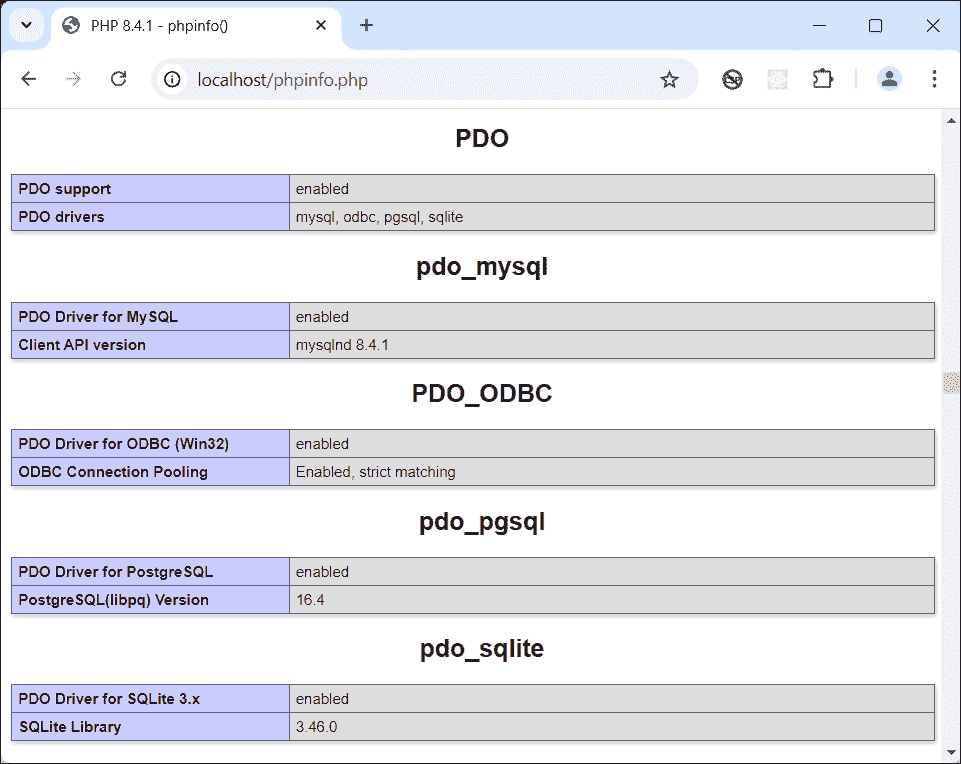 PHP 8.4.1 - phpinfo()
localhost/phpinfo.php
PDO
PDO support enabled
PDO drivers mysql, odbc, pgsql, sqlite
pdo_mysql
PDO Driver for MySQL enabled
Client API version mysqlnd 8.4.1
PDO_ODBC
PDO Driver for ODBC (Win32) enabled
ODBC Connection Pooling Enabled, strict matching
pdo_pgsql
PDO Driver for PostgreSQL enabled
PostgreSQL(libpq) Version 16.4
pdo_sqlite
PDO Driver for SQLite 3.x enabled
SQLite Library 3.46.0